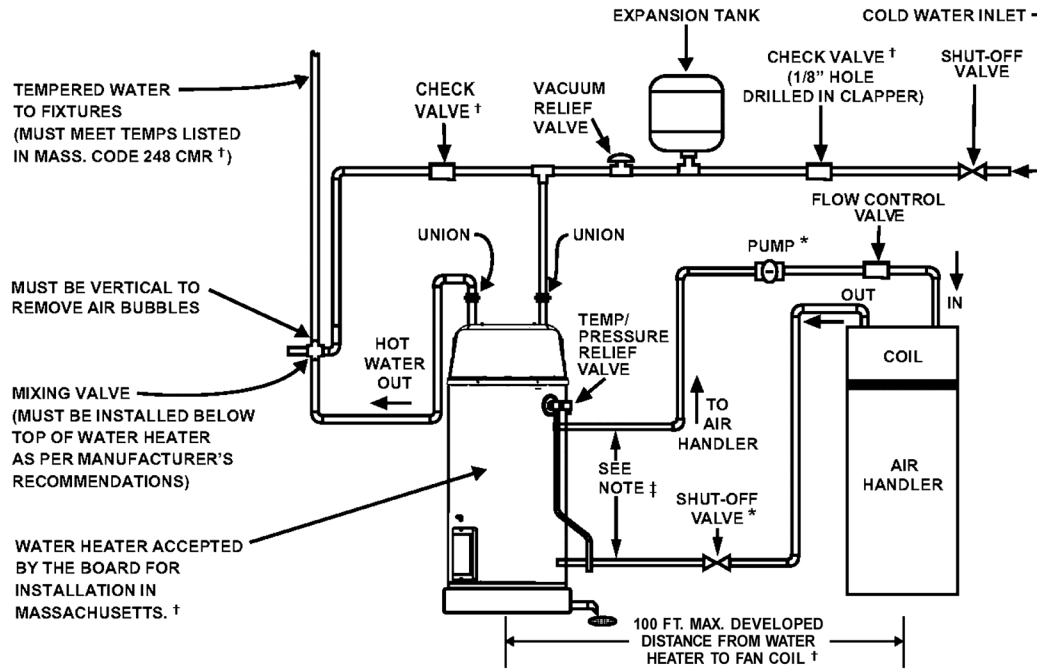 EXPANSION TANK
COLD WATER INLET
TEMPERED WATER
TO FIXTURES
(MUST MEET TEMPS LISTED
IN MASS. CODE 248 CMR †)
CHECK
VALVE †
VACUUM
RELIEF
VALVE
CHECK VALVE †
(1/8” HOLE
DRILLED IN CLAPPER)
SHUT-OFF
VALVE
FLOW CONTROL
VALVE
UNION
UNION
PUMP *
MUST BE VERTICAL TO
REMOVE AIR BUBBLES
OUT
IN
TEMP/
PRESSURE
RELIEF
VALVE
HOT
WATER
OUT
COIL
MIXING VALVE
(MUST BE INSTALLED BELOW
TOP OF WATER HEATER
AS PER MANUFACTURER’S
RECOMMENDATIONS)
TO
AIR
HANDLER
SEE
NOTE ‡
AIR
HANDLER
SHUT-OFF
VALVE *
WATER HEATER ACCEPTED
BY THE BOARD FOR
INSTALLATION IN
MASSACHUSETTS. †
100 FT. MAX. DEVELOPED
DISTANCE FROM WATER
HEATER TO FAN COIL †